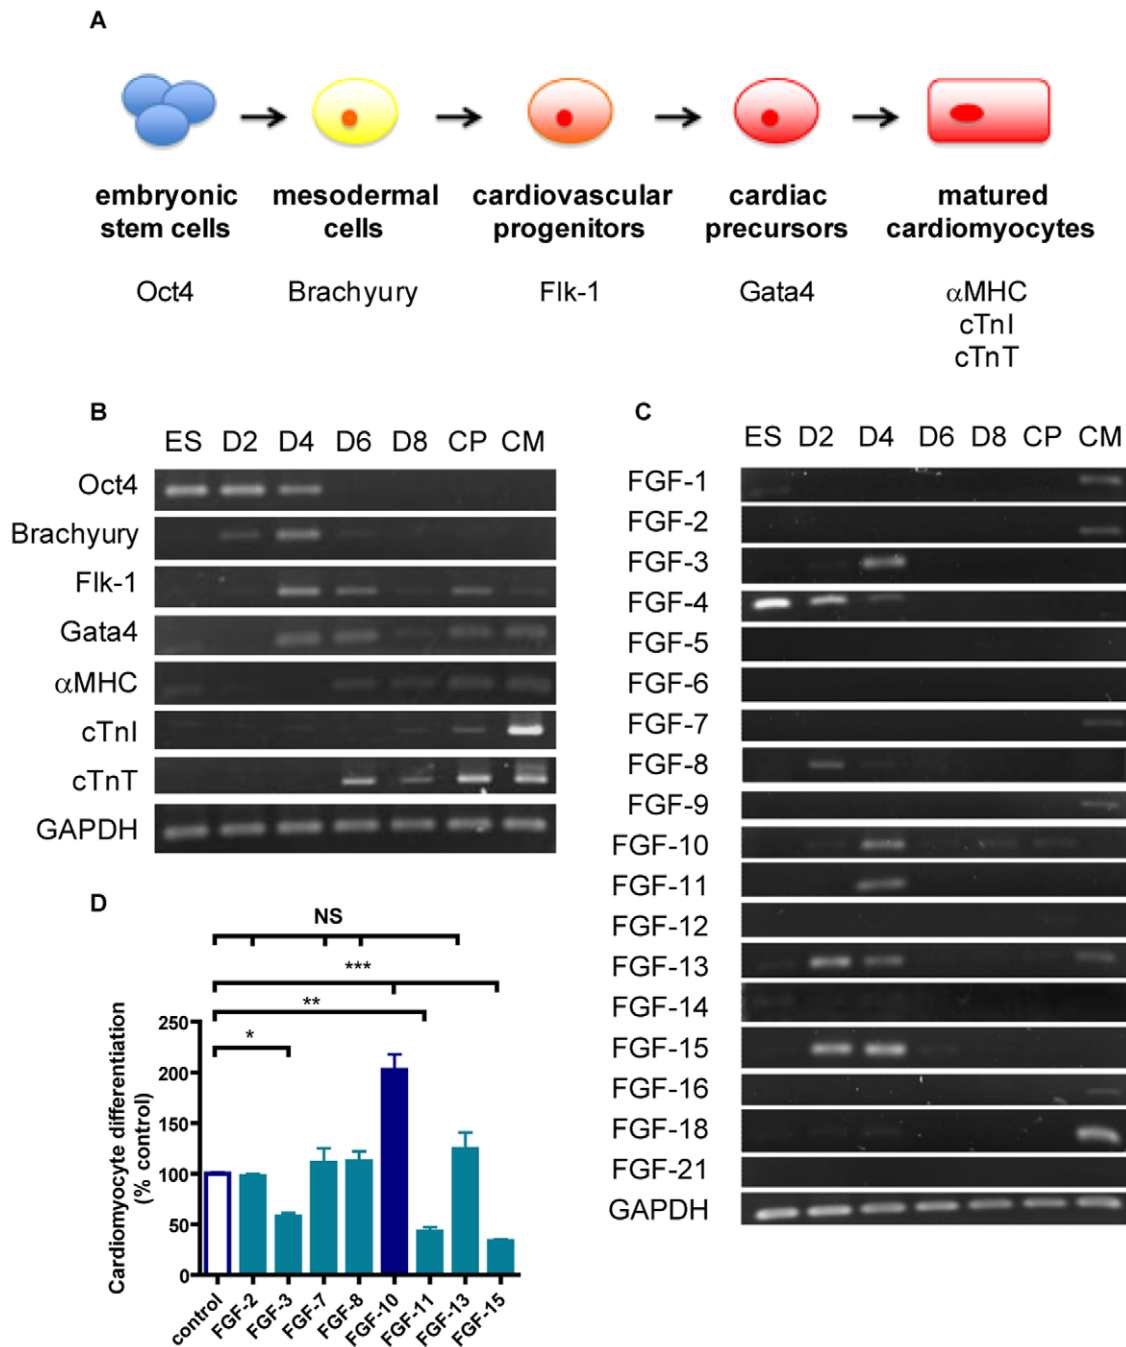 A
embryonic stem cells
mesodermal cells
cardiovascular progenitors
cardiac precursors
matured cardiomyocytes
Oct4
Brachyury
Flk-1
Gata4
αMHC
cTnI
cTnT
B
ES D2 D4 D6 D8 CP CM
Oct4
Brachyury
Flk-1
Gata4
αMHC
cTnI
cTnT
GAPDH
C
ES D2 D4 D6 D8 CP CM
FGF-1
FGF-2
FGF-3
FGF-4
FGF-5
FGF-6
FGF-7
FGF-8
FGF-9
FGF-10
FGF-11
FGF-12
FGF-13
FGF-14
FGF-15
FGF-16
FGF-18
FGF-21
GAPDH
D
NS
***
**
*
Cardiomyocyte differentiation
(% control)
250
200
150
100
50
0
control
FGF-2
FGF-3
FGF-7
FGF-8
FGF-10
FGF-11
FGF-13
FGF-15